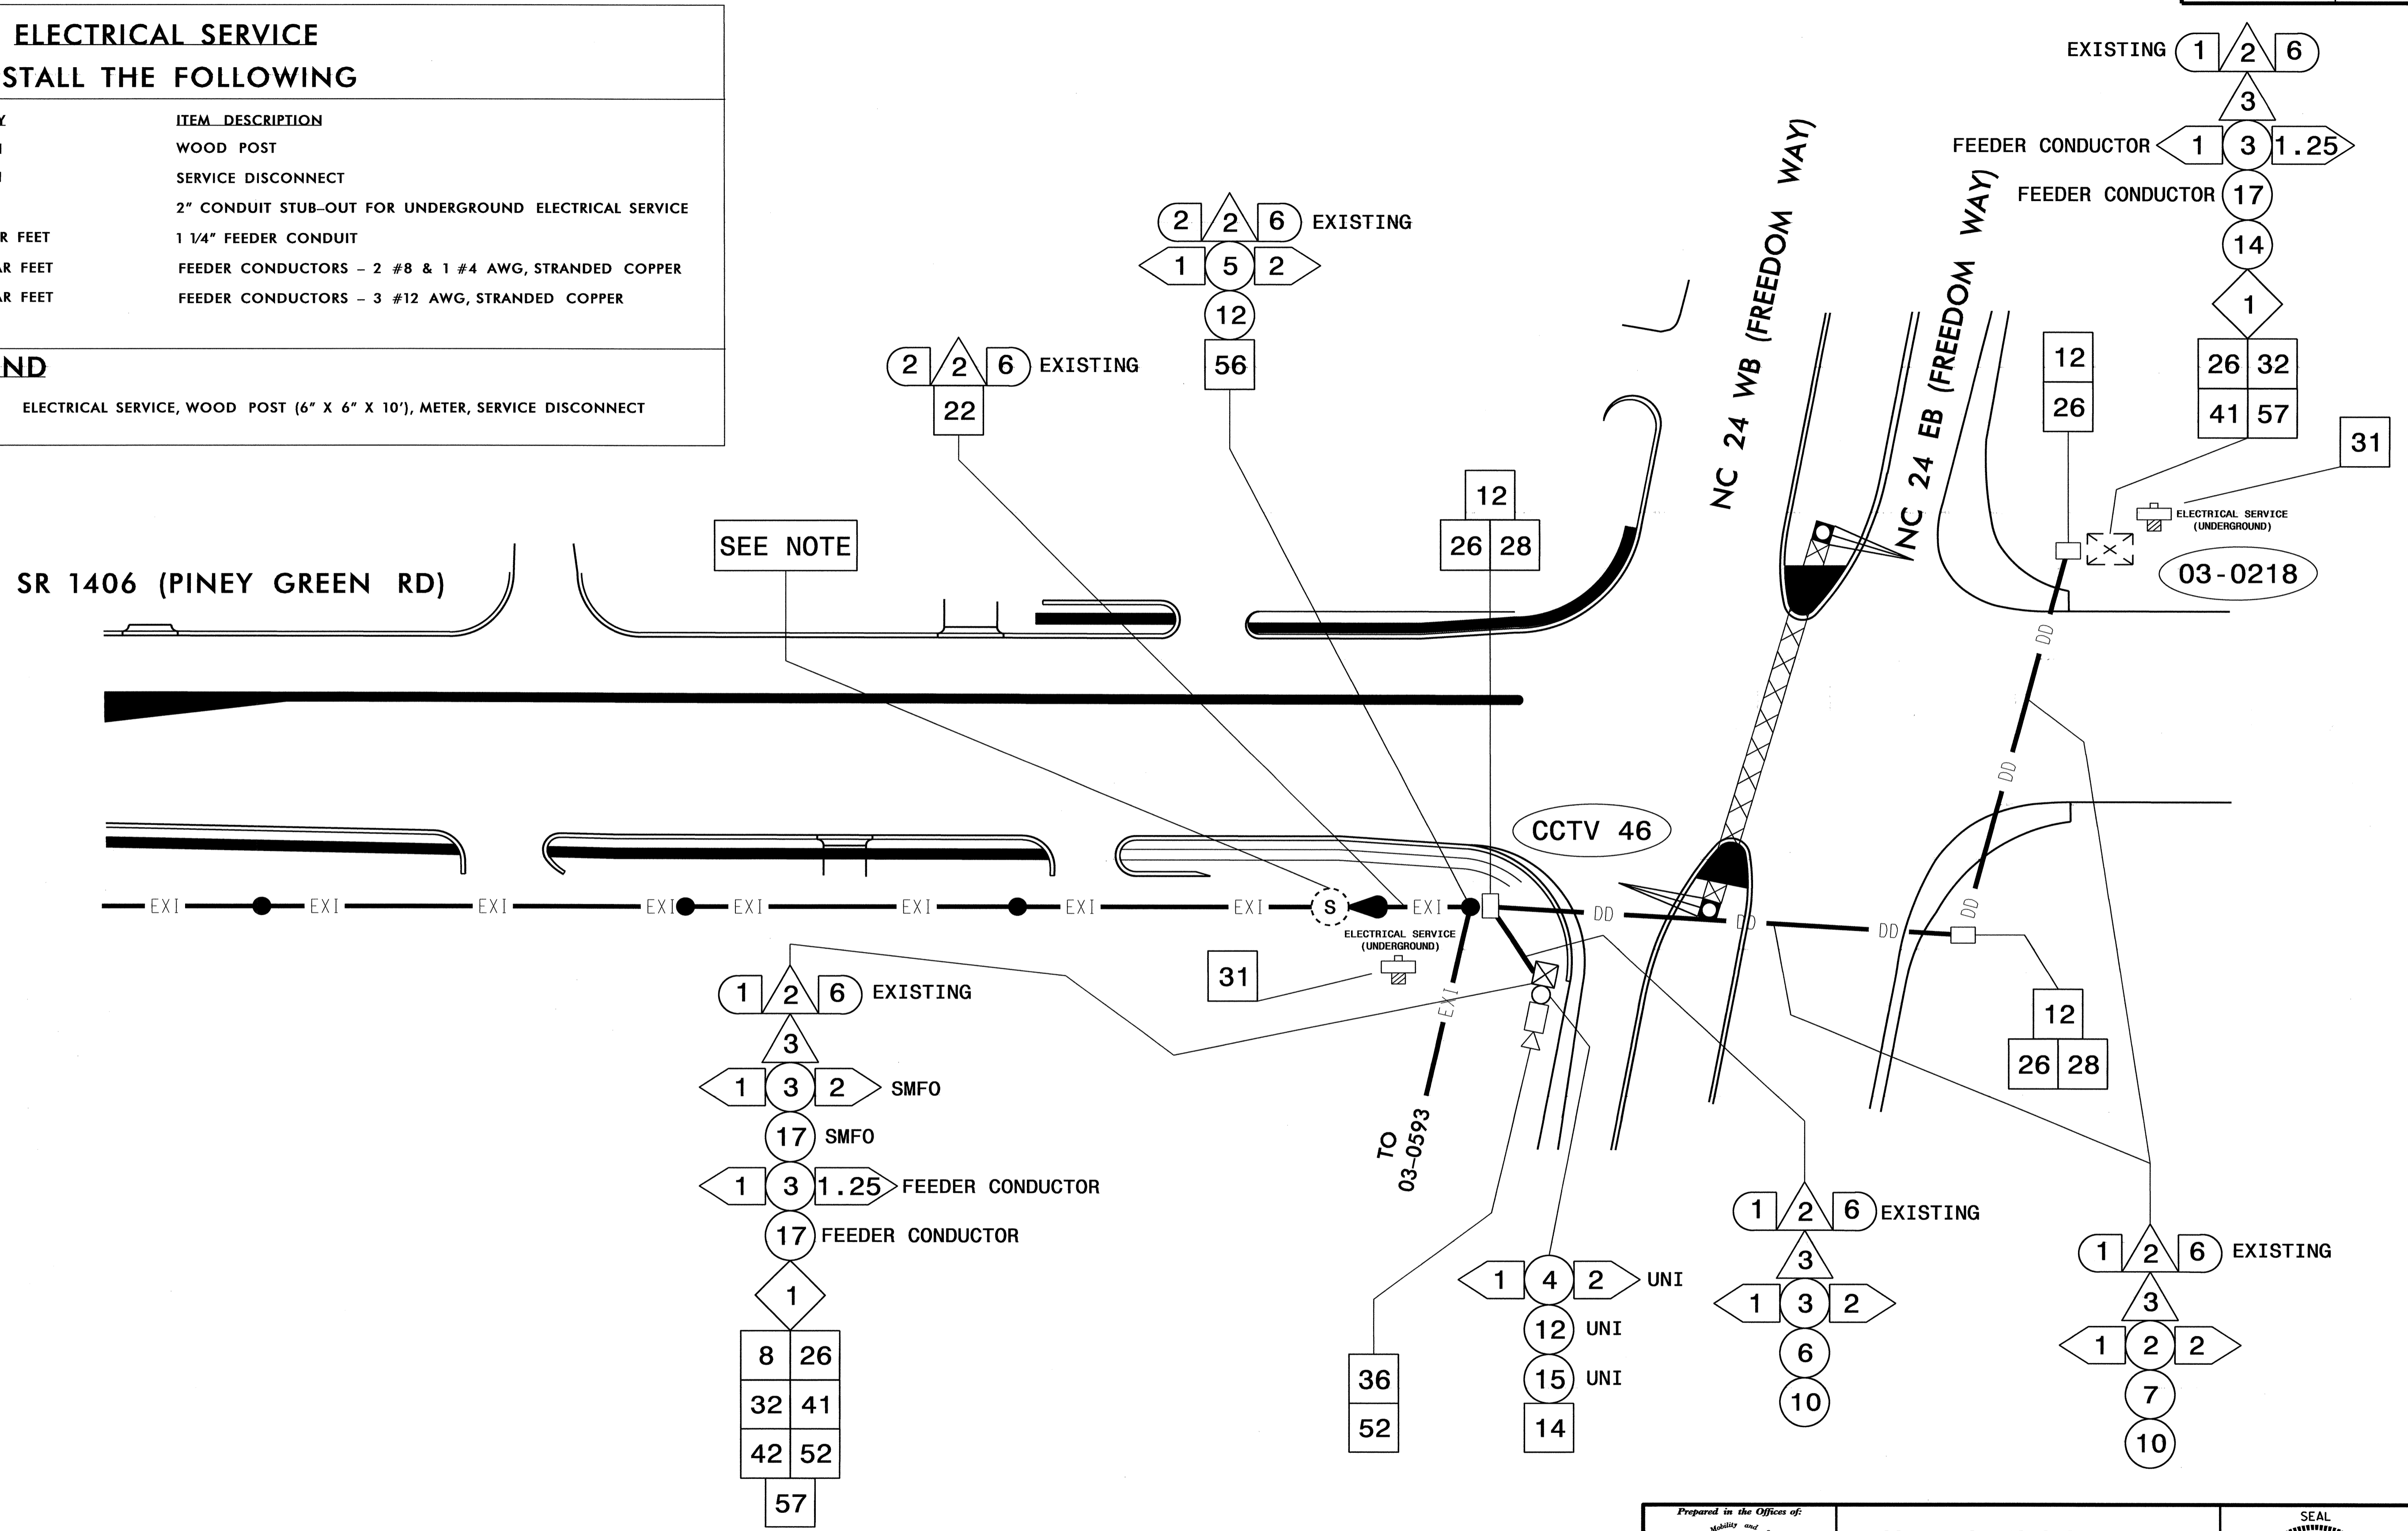 ELECTRICAL SERVICE
STALL THE FOLLOWING
Y ITEM DESCRIPTION
WOOD POST
SERVICE DISCONNECT
2" CONDUIT STUB–OUT FOR UNDERGROUND ELECTRICAL SERVICE
R FEET 1 1/4" FEEDER CONDUIT
AR FEET FEEDER CONDUCTORS – 2 #8 & 1 #4 AWG, STRANDED COPPER
AR FEET FEEDER CONDUCTORS – 3 #12 AWG, STRANDED COPPER
ND
ELECTRICAL SERVICE, WOOD POST (6" X 6" X 10'), METER, SERVICE DISCONNECT
EXISTING 1 2 6
3
FEEDER CONDUCTOR 1 3 1.25
FEEDER CONDUCTOR 17
14
1
26 32
41 57
31
12
26
ELECTRICAL SERVICE
(UNDERGROUND)
03-0218
NC 24 WB (FREEDOM WAY)
NC 24 EB (FREEDOM WAY)
2 2 6 EXISTING
1 5 2
12
56
2 2 6 EXISTING
22
12
26 28
SEE NOTE
SR 1406 (PINEY GREEN RD)
DD
DD
DD
CCTV 46
EXI EXI EXI EXI EXI EXI EXI EXI S EXI DD DD DD
ELECTRICAL SERVICE
(UNDERGROUND)
31
EXI
TO
03–0593
12
26 28
1 2 6 EXISTING
3
1 3 2 SMFO
17 SMFO
1 3 1.25 FEEDER CONDUCTOR
17 FEEDER CONDUCTOR
1
8 26
32 41
42 52
57
36
52
1 4 2 UNI
12 UNI
15 UNI
14
1 2 6 EXISTING
3
1 3 2
6
10
1 2 6 EXISTING
3
1 2 2
7
10
Prepared in the Offices of:
Mobility and
SEAL